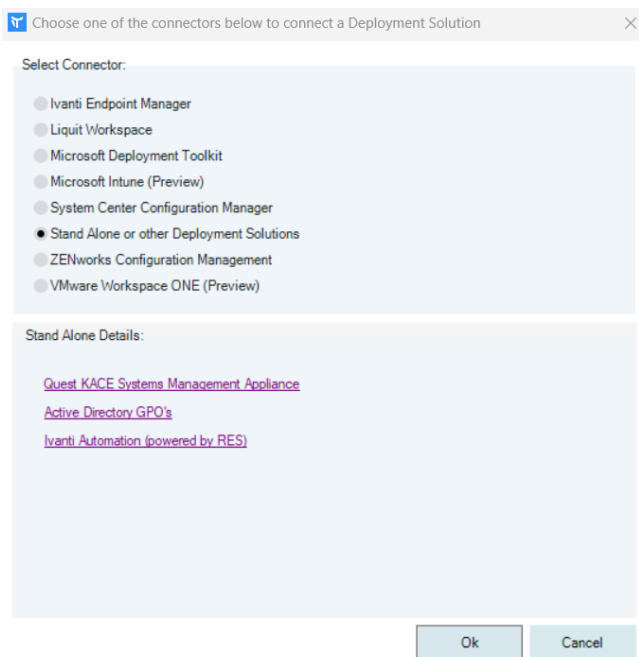 Choose one of the connectors below to connect a Deployment Solution
Select Connector:
Ivanti Endpoint Manager
Liquit Workspace
Microsoft Deployment Toolkit
Microsoft Intune (Preview)
System Center Configuration Manager
Stand Alone or other Deployment Solutions
ZENworks Configuration Management
VMware Workspace ONE (Preview)
Stand Alone Details:
Quest KACE Systems Management Appliance
Active Directory GPO's
Ivanti Automation (powered by RES)
Ok Cancel